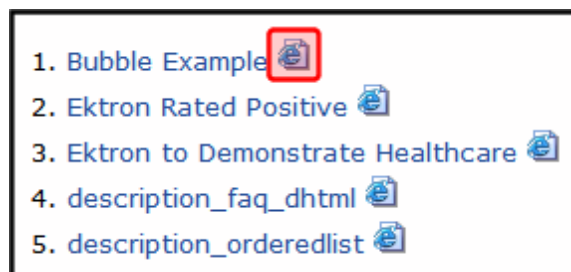 1. Bubble Example
2. Ektron Rated Positive
3. Ektron to Demonstrate Healthcare
4. description_faq_dhtml
5. description_orderedlist